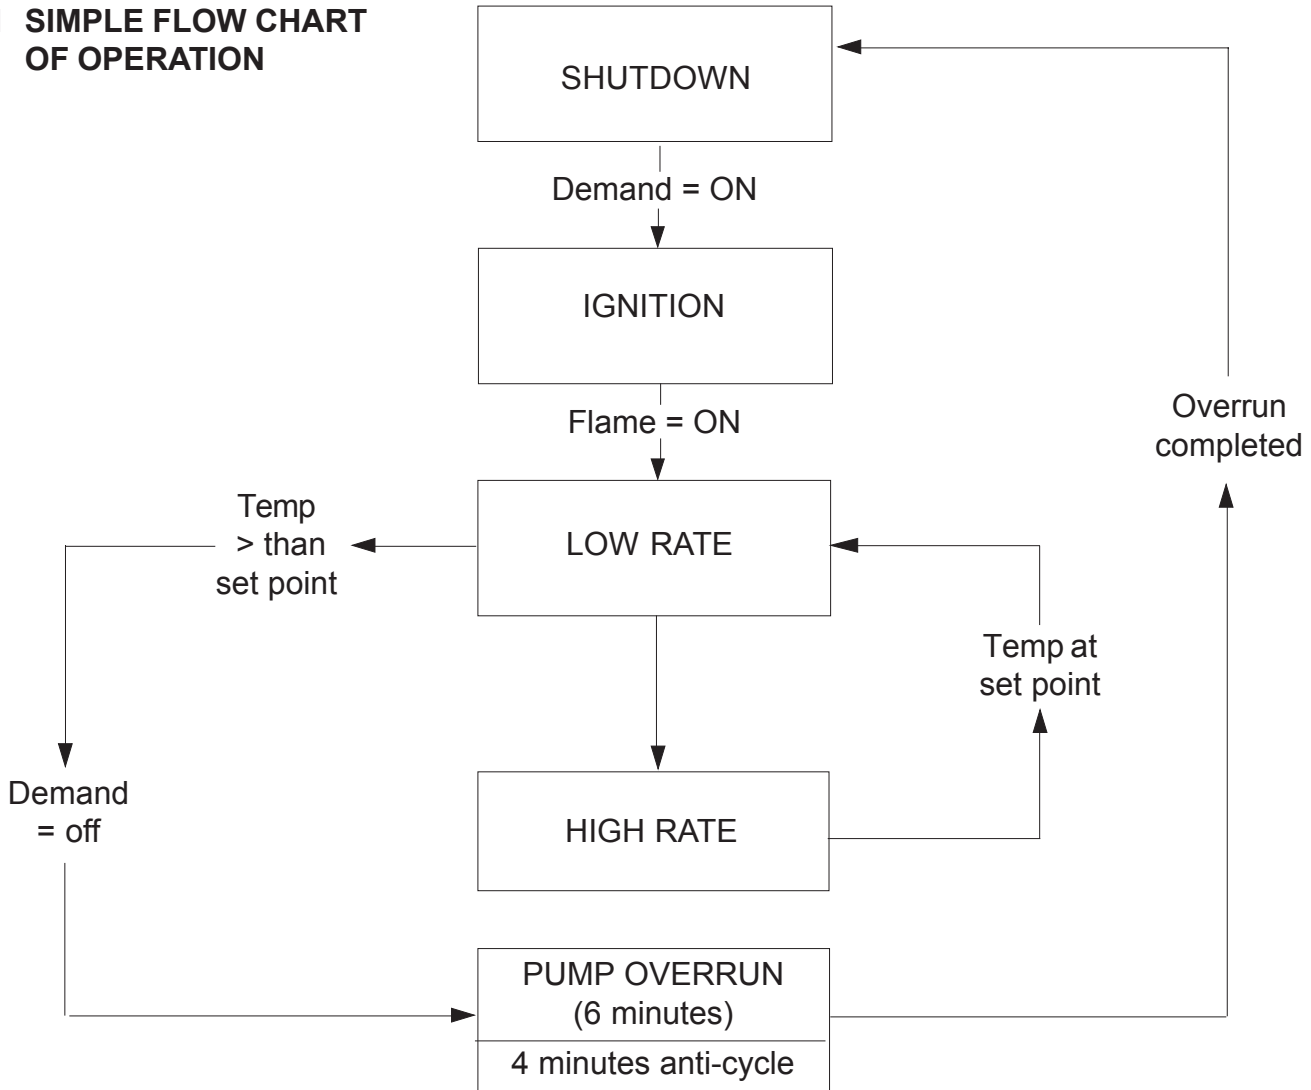 SIMPLE FLOW CHART
OF OPERATION
SHUTDOWN
Demand = ON
IGNITION
Flame = ON
Overrun
completed
Temp
> than
set point
LOW RATE
Temp at
set point
Demand
= off
HIGH RATE
PUMP OVERRUN
(6 minutes)
4 minutes anti-cycle